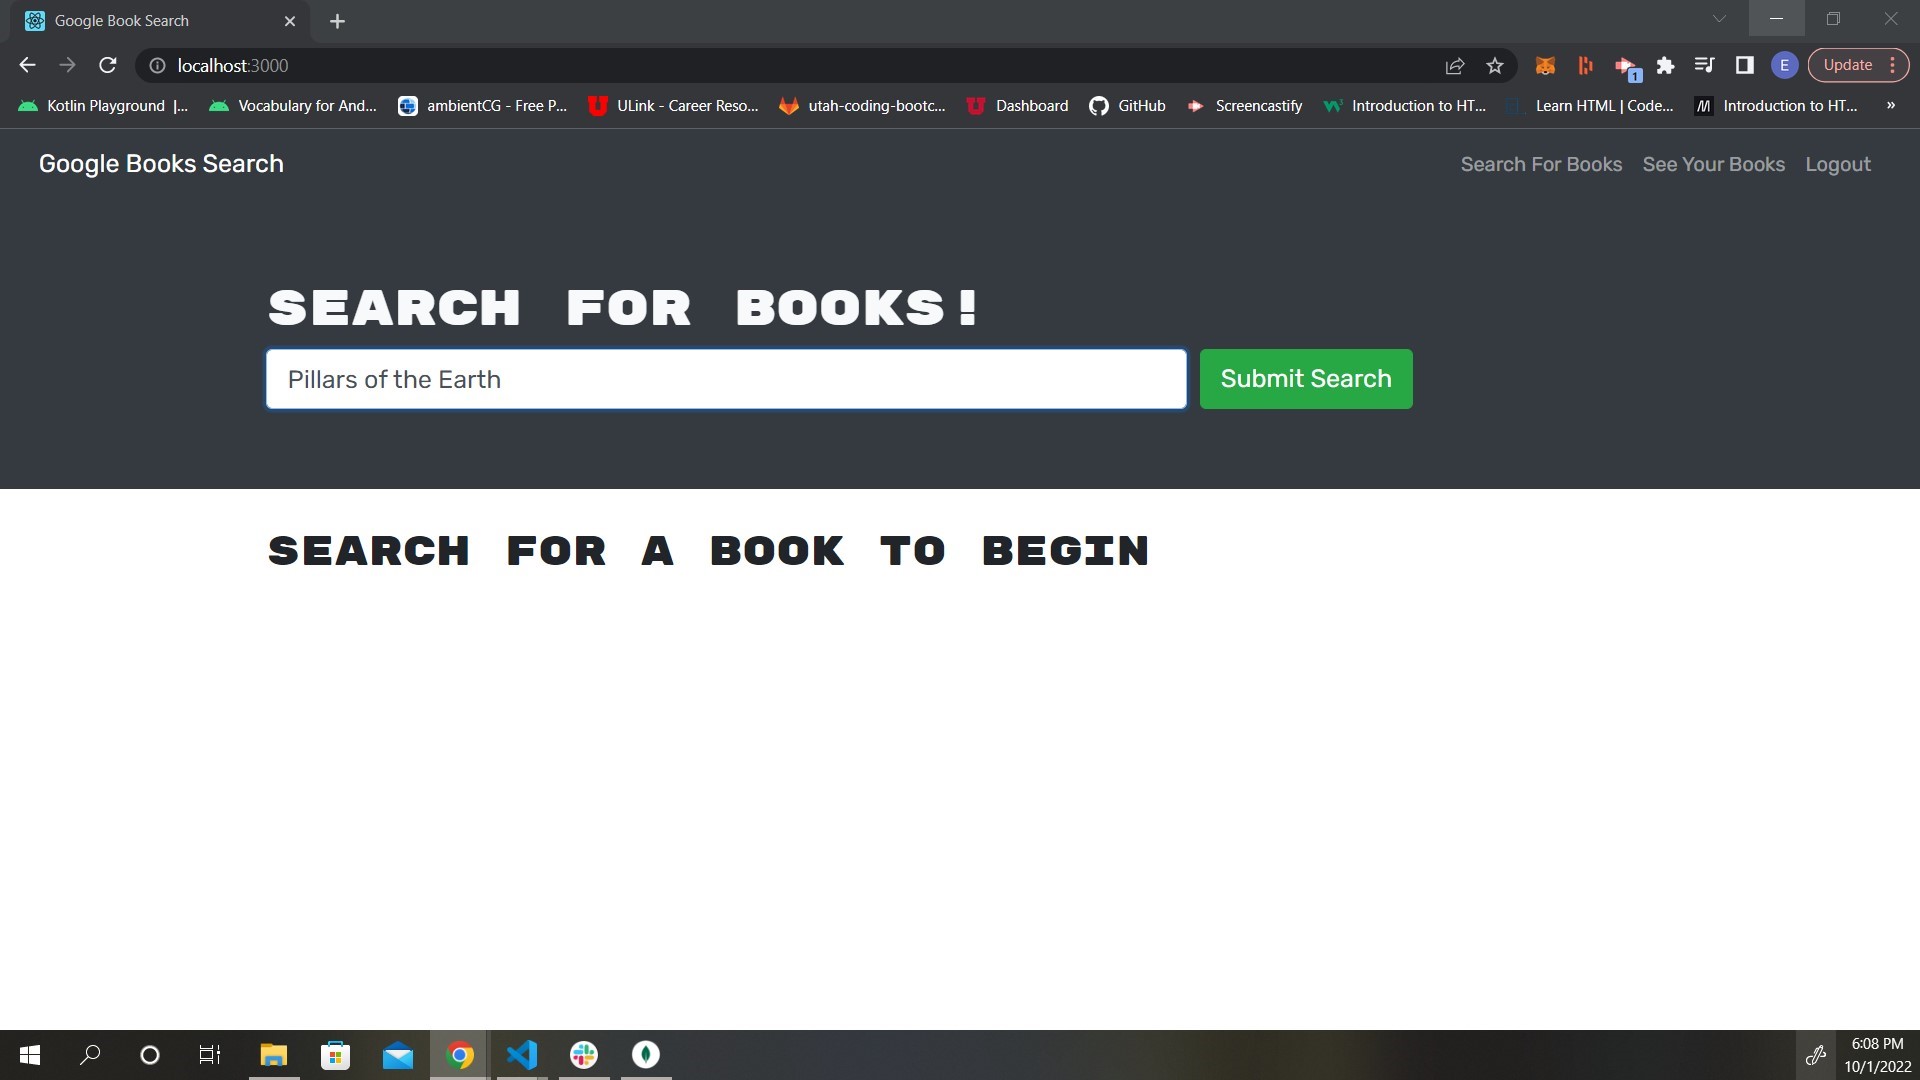 Google Book Search
localhost:3000
1
E
Update
Kotlin Playground |...
Vocabulary for And...
ambientCG - Free P...
ULink - Career Reso...
utah-coding-bootc...
Dashboard
GitHub
Screencastify
Introduction to HT...
Learn HTML | Code...
Introduction to HT...
»
Google Books Search
Search For Books
See Your Books
Logout
SEARCH FOR BOOKS!
Pillars of the Earth
Submit Search
SEARCH FOR A BOOK TO BEGIN
6:08 PM
10/1/2022